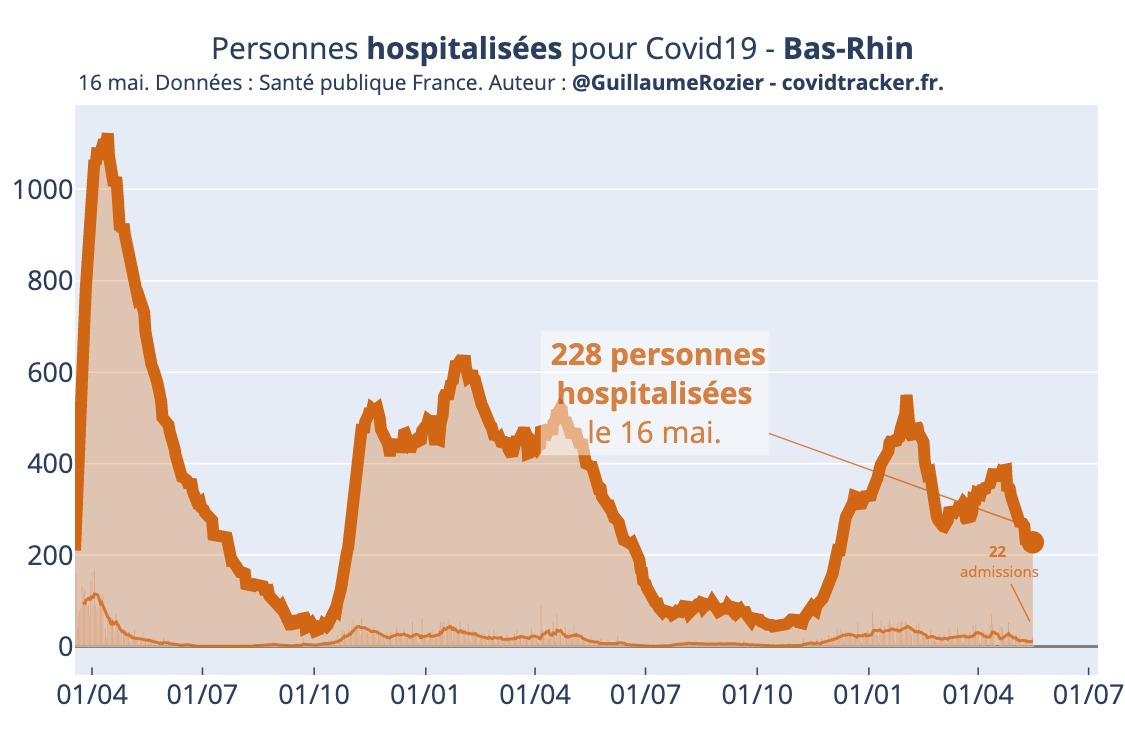 Personnes hospitalisées pour Covid19 - Bas-Rhin
16 mai. Données : Santé publique France. Auteur : @GuillaumeRozier - covidtracker.fr.
1000
800
600
400
200
0
228 personnes
hospitalisées
le 16 mai.
22
admissions
01/04
01/07
01/10
01/01
01/04
01/07
01/10
01/01
01/04
01/07